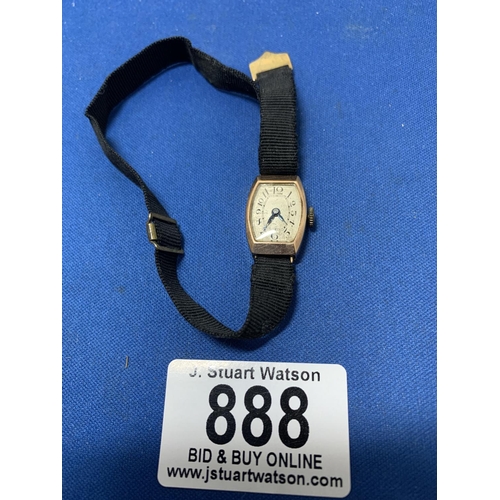 J. Stuart Watson
888
BID & BUY ONLINE
www.jstuartwatson.com